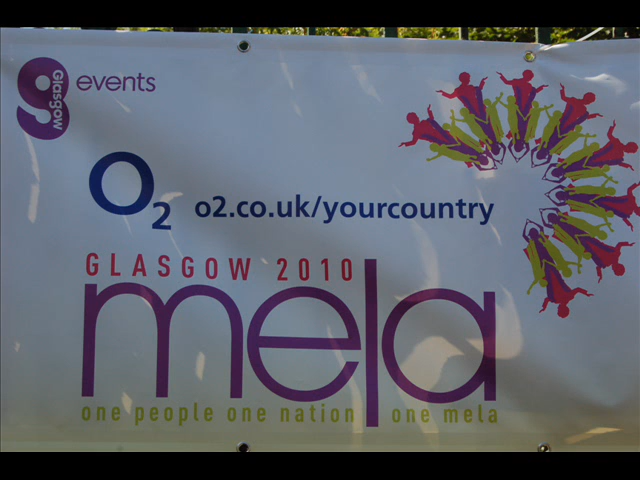 g Glasgow events
O2 o2.co.uk/yourcountry
GLASGOW 2010
mela
one people one nation one mela